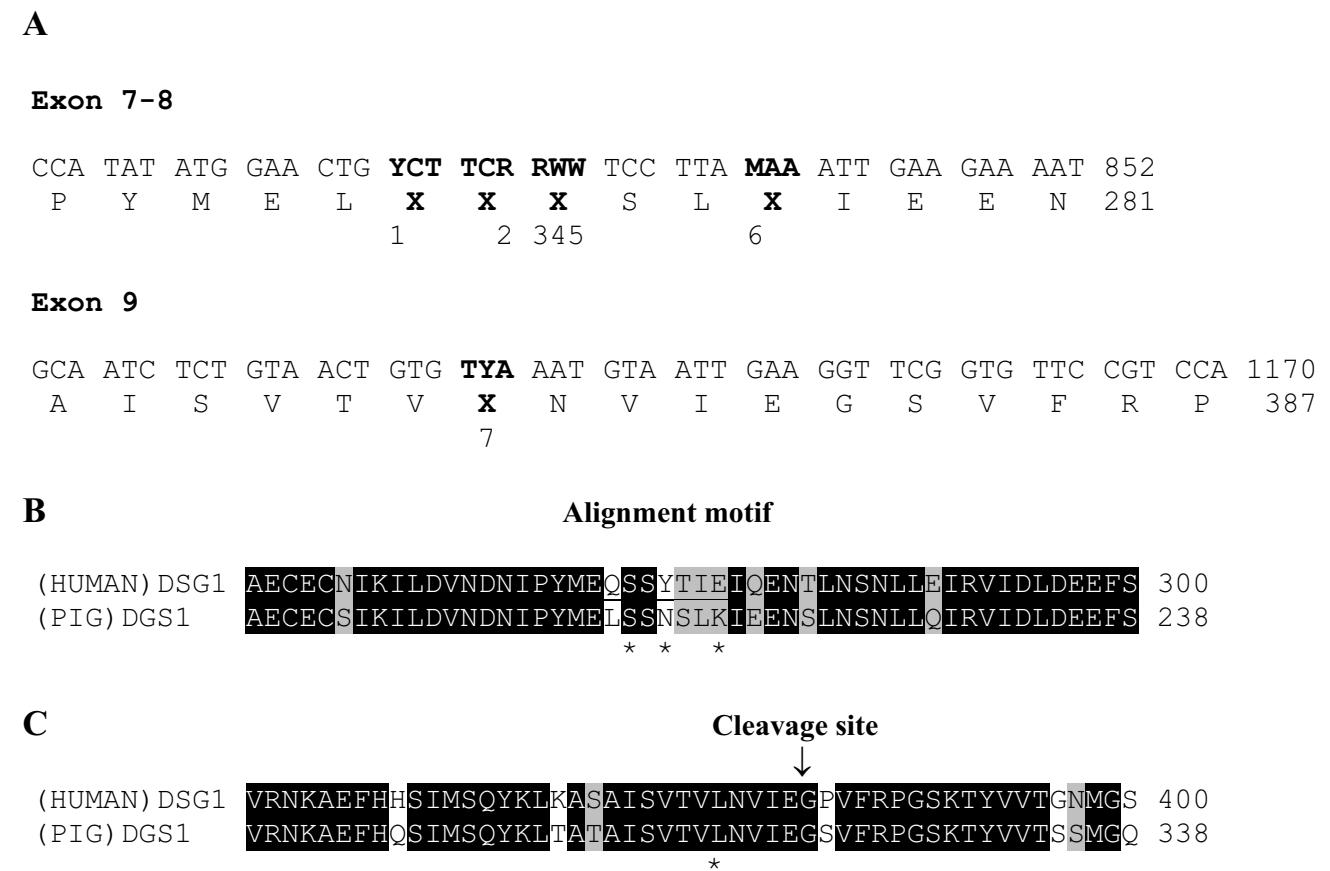 A
Exon 7-8
CCA TAT ATG GAA CTG YCT TCR RWW TCC TTA MAA ATT GAA GAA AAT 852
P Y M E L X X X S L X I E E N 281
1 2 345 6
Exon 9
GCA ATC TCT GTA ACT GTG TYA AAT GTA ATT GAA GGT TCG GTG TTC CGT CCA 1170
A I S V T V X N V I E G S V F R P 387
7
B
Alignment motif
(HUMAN)DSG1 AECECNIKILDVNDNIPYMEQSSYTIEIQENTLNSNLLEIRVIDLDEEFS 300
(PIG)DGS1 AECECSIKILDVNDNIPYMELSSNSLKIEENSLNSNLLQIRVIDLDEEFS 238
* * *
C
Cleavage site
↓
(HUMAN)DSG1 VRNKAEFHHSIMSQYKLKASAISVTVLNVIEGPVFRPGSKTYVVTGNMGS 400
(PIG)DGS1 VRNKAEFHQSIMSQYKLTATAISVTVLNVIEGSVFRPGSKTYVVTSSMGQ 338
*